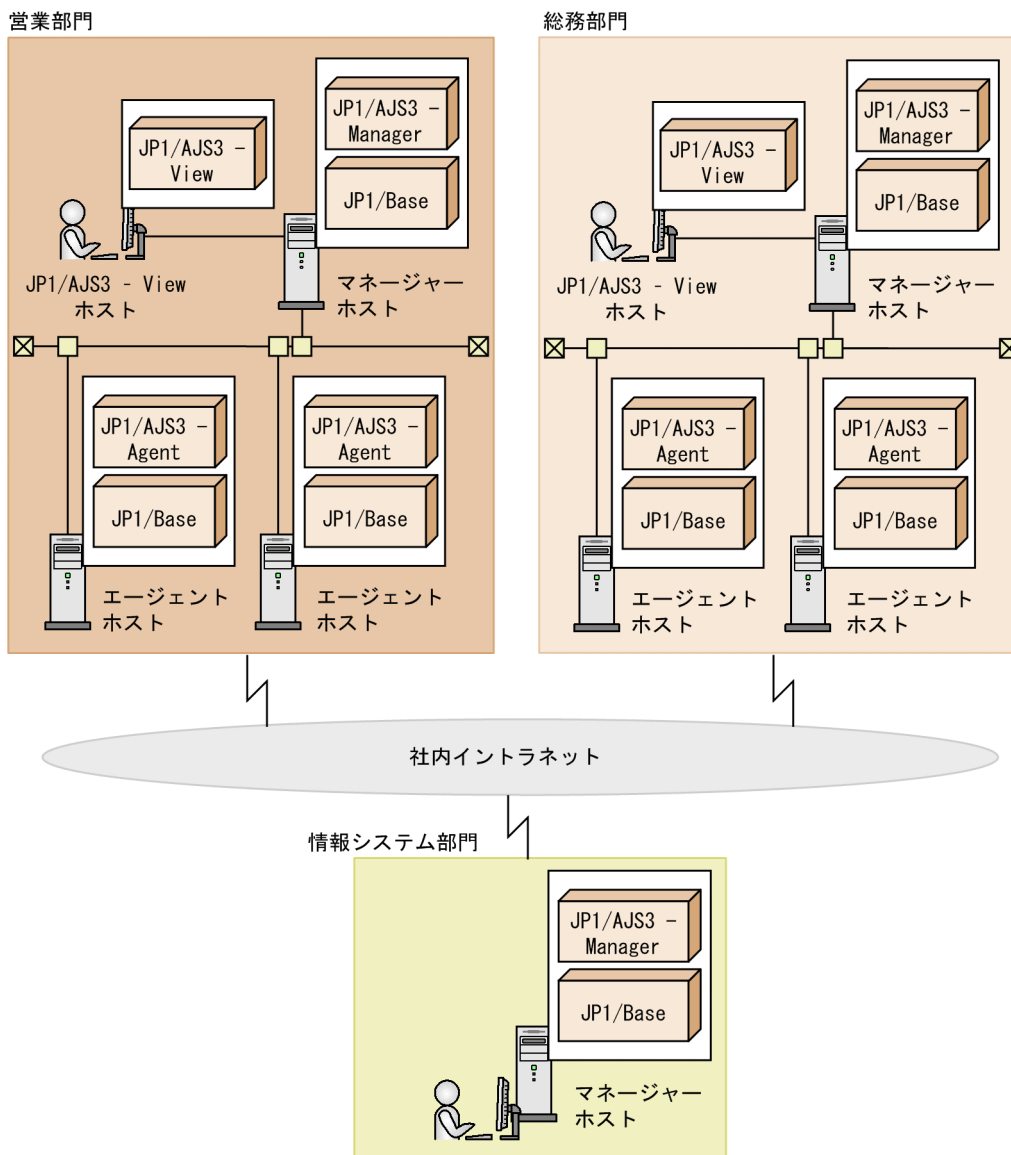 営業部門
JP1/AJS3 -
Manager
JP1/AJS3 -
View
JP1/Base
JP1/AJS3 - View
ホスト
マネージャー
ホスト
JP1/AJS3 -
Agent
JP1/Base
エージェント
ホスト
JP1/AJS3 -
Agent
JP1/Base
エージェント
ホスト
総務部門
JP1/AJS3 -
Manager
JP1/AJS3 -
View
JP1/Base
JP1/AJS3 - View
ホスト
マネージャー
ホスト
JP1/AJS3 -
Agent
JP1/Base
エージェント
ホスト
JP1/AJS3 -
Agent
JP1/Base
エージェント
ホスト
社内イントラネット
情報システム部門
JP1/AJS3 -
Manager
JP1/Base
マネージャー
ホスト